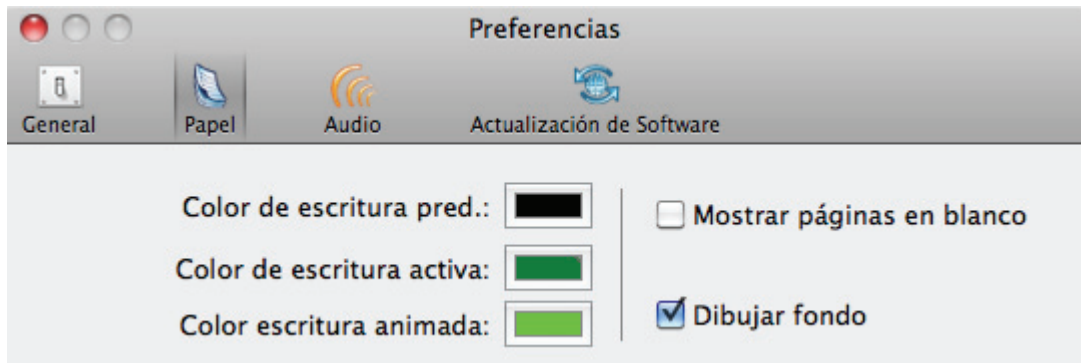 Preferencias
General Papel Audio Actualización de Software
Color de escritura pred.:
Mostrar páginas en blanco
Color de escritura activa:
Color escritura animada:
Dibujar fondo